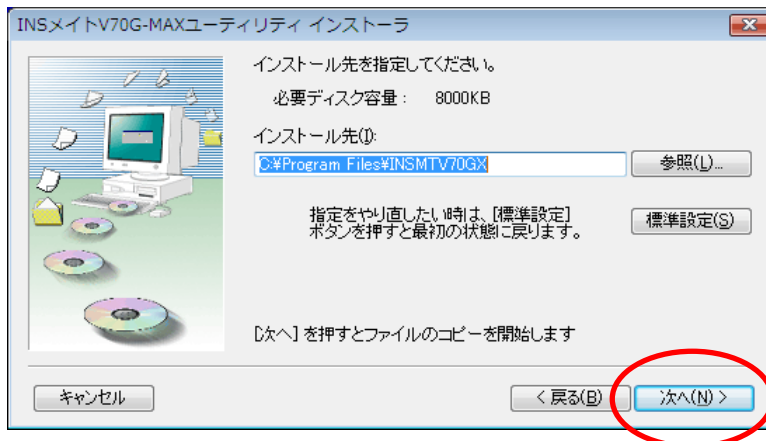 INSメイトV70G-MAXユーティリティ インストーラ
インストール先を指定してください。
必要ディスク容量： 8000KB
インストール先(I):
C:¥Program Files¥INSMTV70GX
参照(L)...
指定をやり直したい時は、[標準設定]
ボタンを押すと最初の状態に戻ります。
標準設定(S)
[次へ] を押すとファイルのコピーを開始します
キャンセル
< 戻る(B)
次へ(N) >